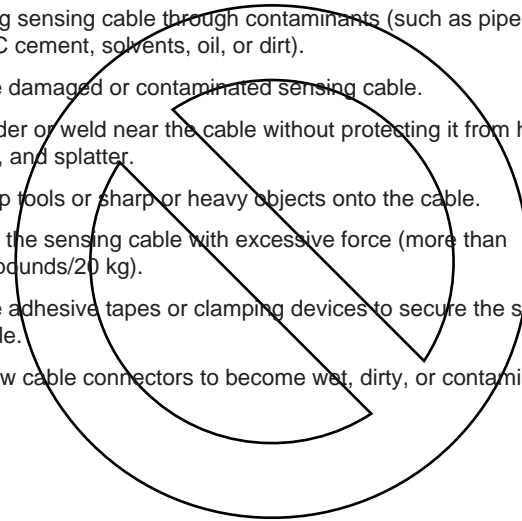 g sensing cable through contaminants (such as pipe
C cement, solvents, oil, or dirt).
e damaged or contaminated sensing cable.
der or weld near the cable without protecting it from h
, and splatter.
p tools or sharp or heavy objects onto the cable.
the sensing cable with excessive force (more than
pounds/20 kg).
e adhesive tapes or clamping devices to secure the s
le.
w cable connectors to become wet, dirty, or contami